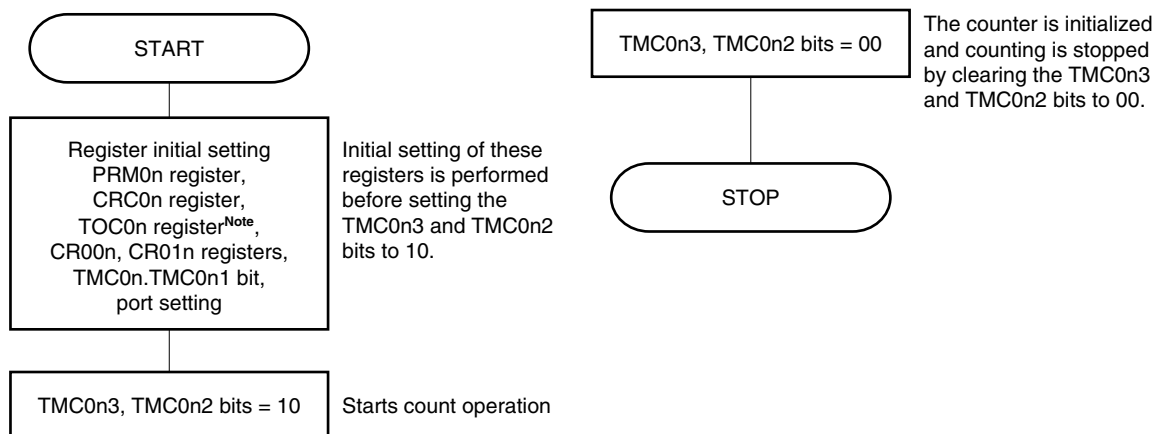 START
Register initial setting
PRM0n register,
CRC0n register,
TOC0n registerNote,
CR00n, CR01n registers,
TMC0n.TMC0n1 bit,
port setting
Initial setting of these
registers is performed
before setting the
TMC0n3 and TMC0n2
bits to 10.
TMC0n3, TMC0n2 bits = 10
Starts count operation
TMC0n3, TMC0n2 bits = 00
The counter is initialized
and counting is stopped
by clearing the TMC0n3
and TMC0n2 bits to 00.
STOP